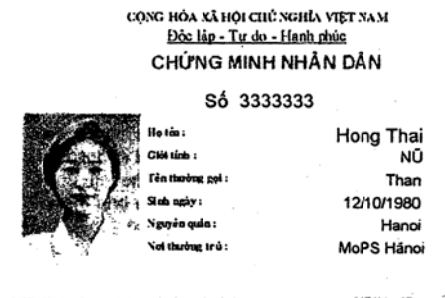 CỘNG HÒA XÃ HỘI CHỦ NGHĨA VIỆT NAM
Độc lập - Tự do - Hạnh phúc
CHỨNG MINH NHÂN DÂN
Số 3333333
Họ tên : Hong Thai
Giới tính : NŨ
Tên thường gọi : Than
Sinh ngày : 12/10/1980
Nguyên quán : Hanoi
Nơi thường trú : MoPS Hánoi